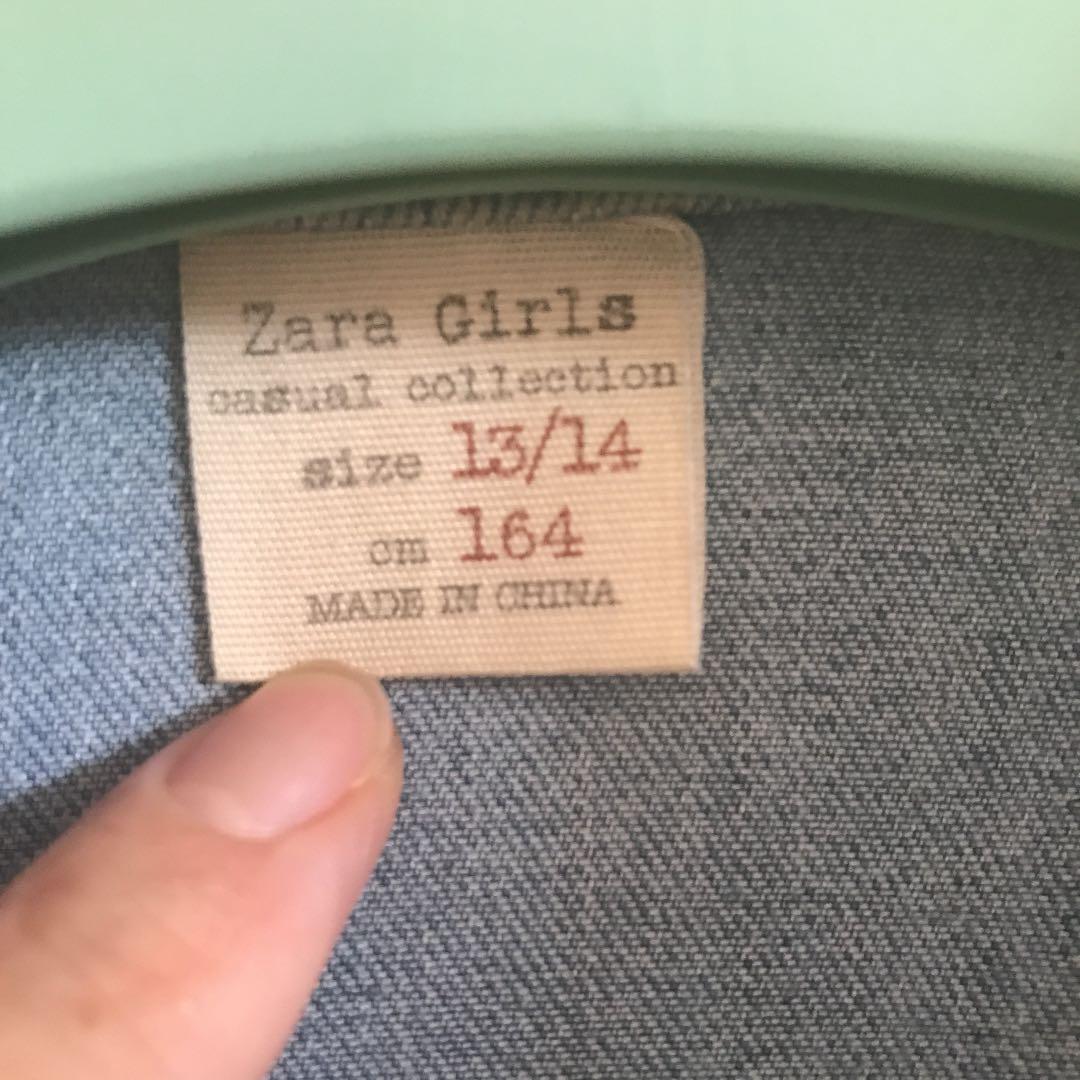 Zara Girls
casual collection
size 13/14
cm 164
MADE IN CHINA